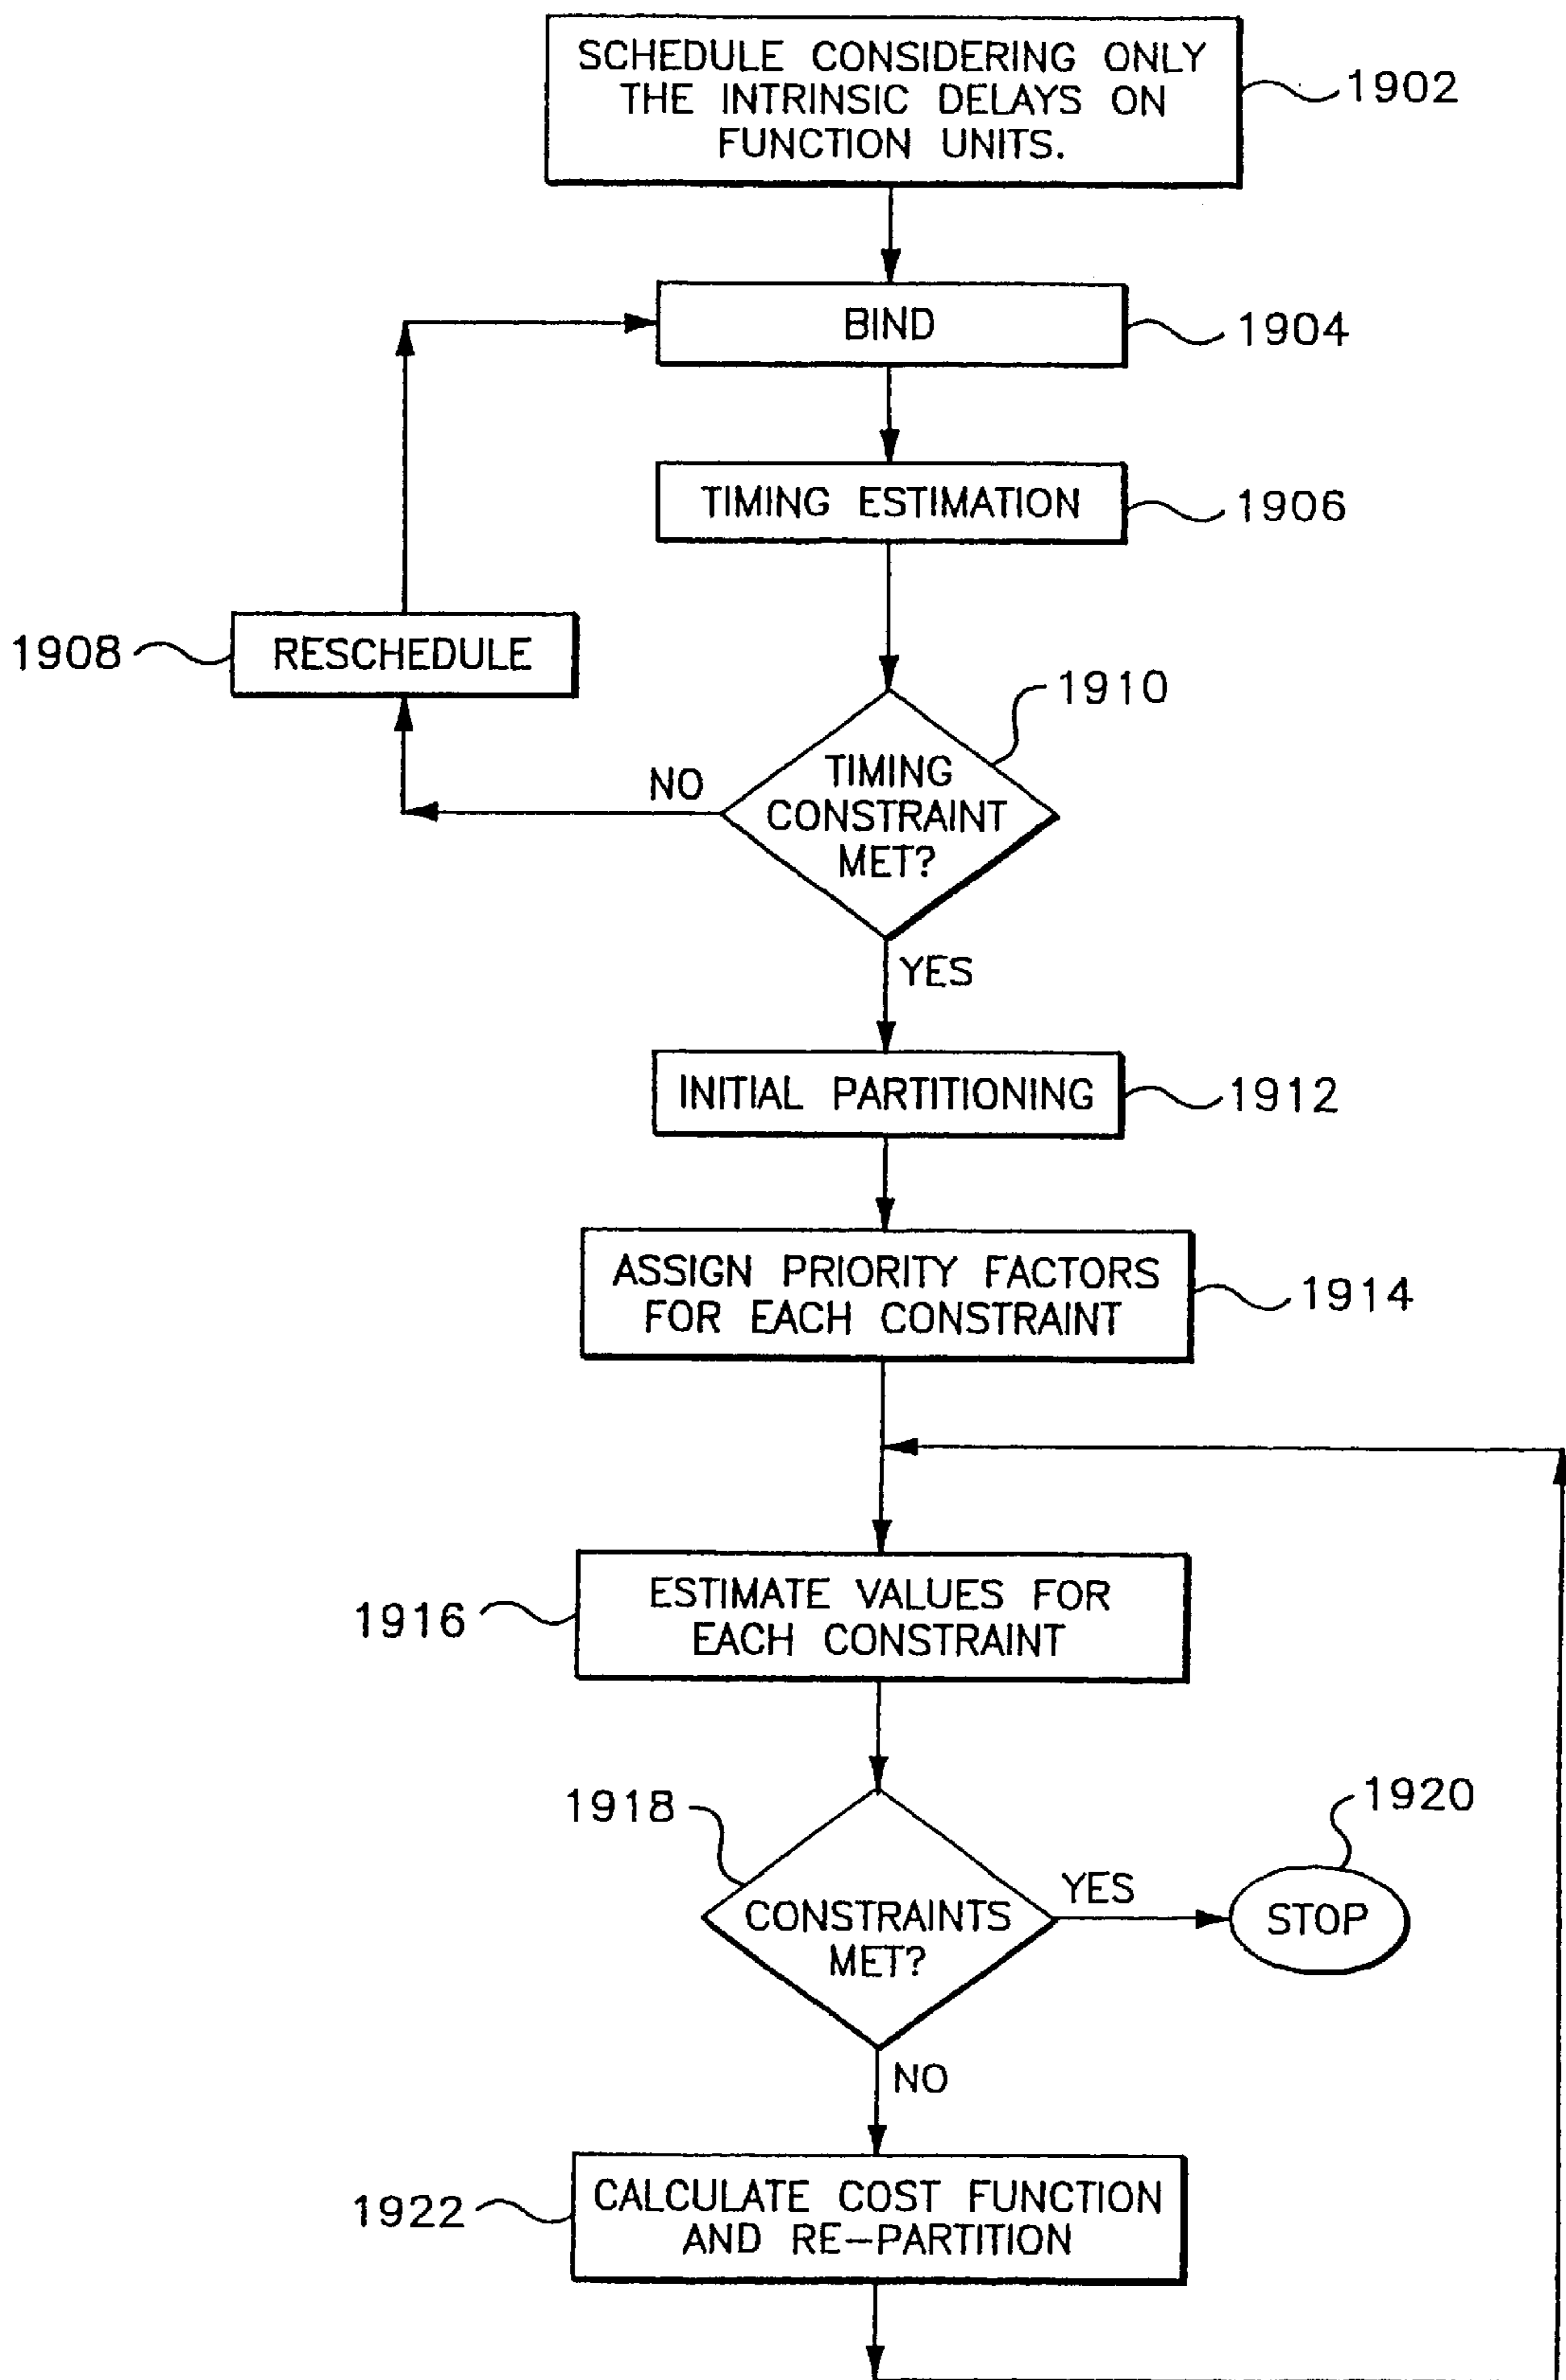 SCHEDULE CONSIDERING ONLY
THE INTRINSIC DELAYS ON
FUNCTION UNITS.
1902
BIND
1904
TIMING ESTIMATION
1906
1908
RESCHEDULE
1910
TIMING
CONSTRAINT
MET?
NO
YES
INITIAL PARTITIONING
1912
ASSIGN PRIORITY FACTORS
FOR EACH CONSTRAINT
1914
1916
ESTIMATE VALUES FOR
EACH CONSTRAINT
1918
CONSTRAINTS
MET?
YES
1920
STOP
NO
1922
CALCULATE COST FUNCTION
AND RE-PARTITION